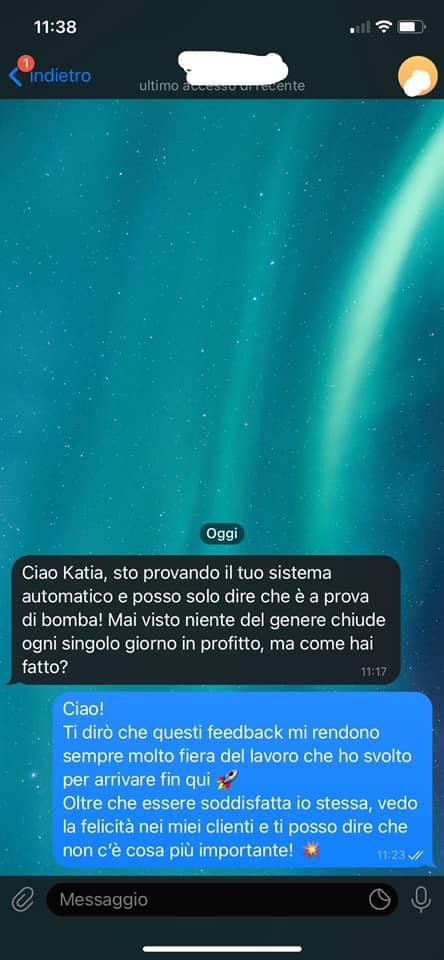 11:38
1
Indietro
ultimo accesso di recente
Oggi
Ciao Katia, sto provando il tuo sistema
automatico e posso solo dire che è a prova
di bomba! Mai visto niente del genere chiude
ogni singolo giorno in profitto, ma come hai
fatto?
11:17
Ciao!
Ti dirò che questi feedback mi rendono
sempre molto fiera del lavoro che ho svolto
per arrivare fin qui 🚀
Oltre che essere soddisfatta io stessa, vedo
la felicità nei miei clienti e ti posso dire che
non c’è cosa più importante! 💥
11:23
Messaggio